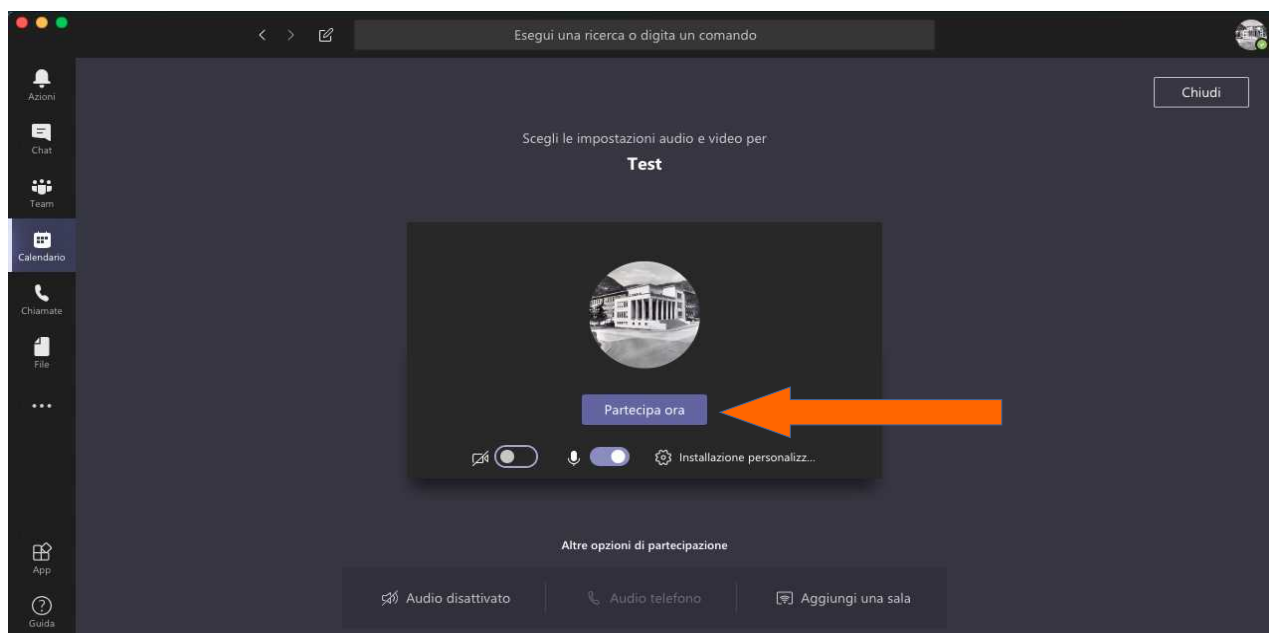 Esegui una ricerca o digita un comando
Azioni
Chat
Team
Calendario
Chiamate
File
App
Guida
Chiudi
Scegli le impostazioni audio e video per
Test
Partecipa ora
Installazione personalizz...
Altre opzioni di partecipazione
Audio disattivato
Audio telefono
Aggiungi una sala